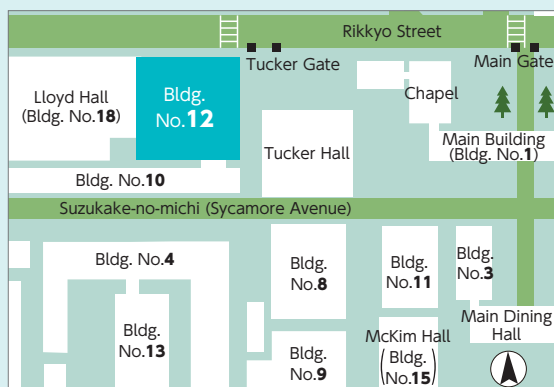 Rikkyo Street
Tucker Gate
Main Gate
Lloyd Hall
(Bldg. No.18)
Bldg.
No.12
Chapel
Main Building
(Bldg. No.1)
Tucker Hall
Bldg. No.10
Suzukake-no-michi (Sycamore Avenue)
Bldg. No.4
Bldg.
No.8
Bldg.
No.11
Bldg.
No.3
Main Dining
Hall
Bldg.
No.13
McKim Hall
(Bldg.
No.15)
Bldg.
No.9